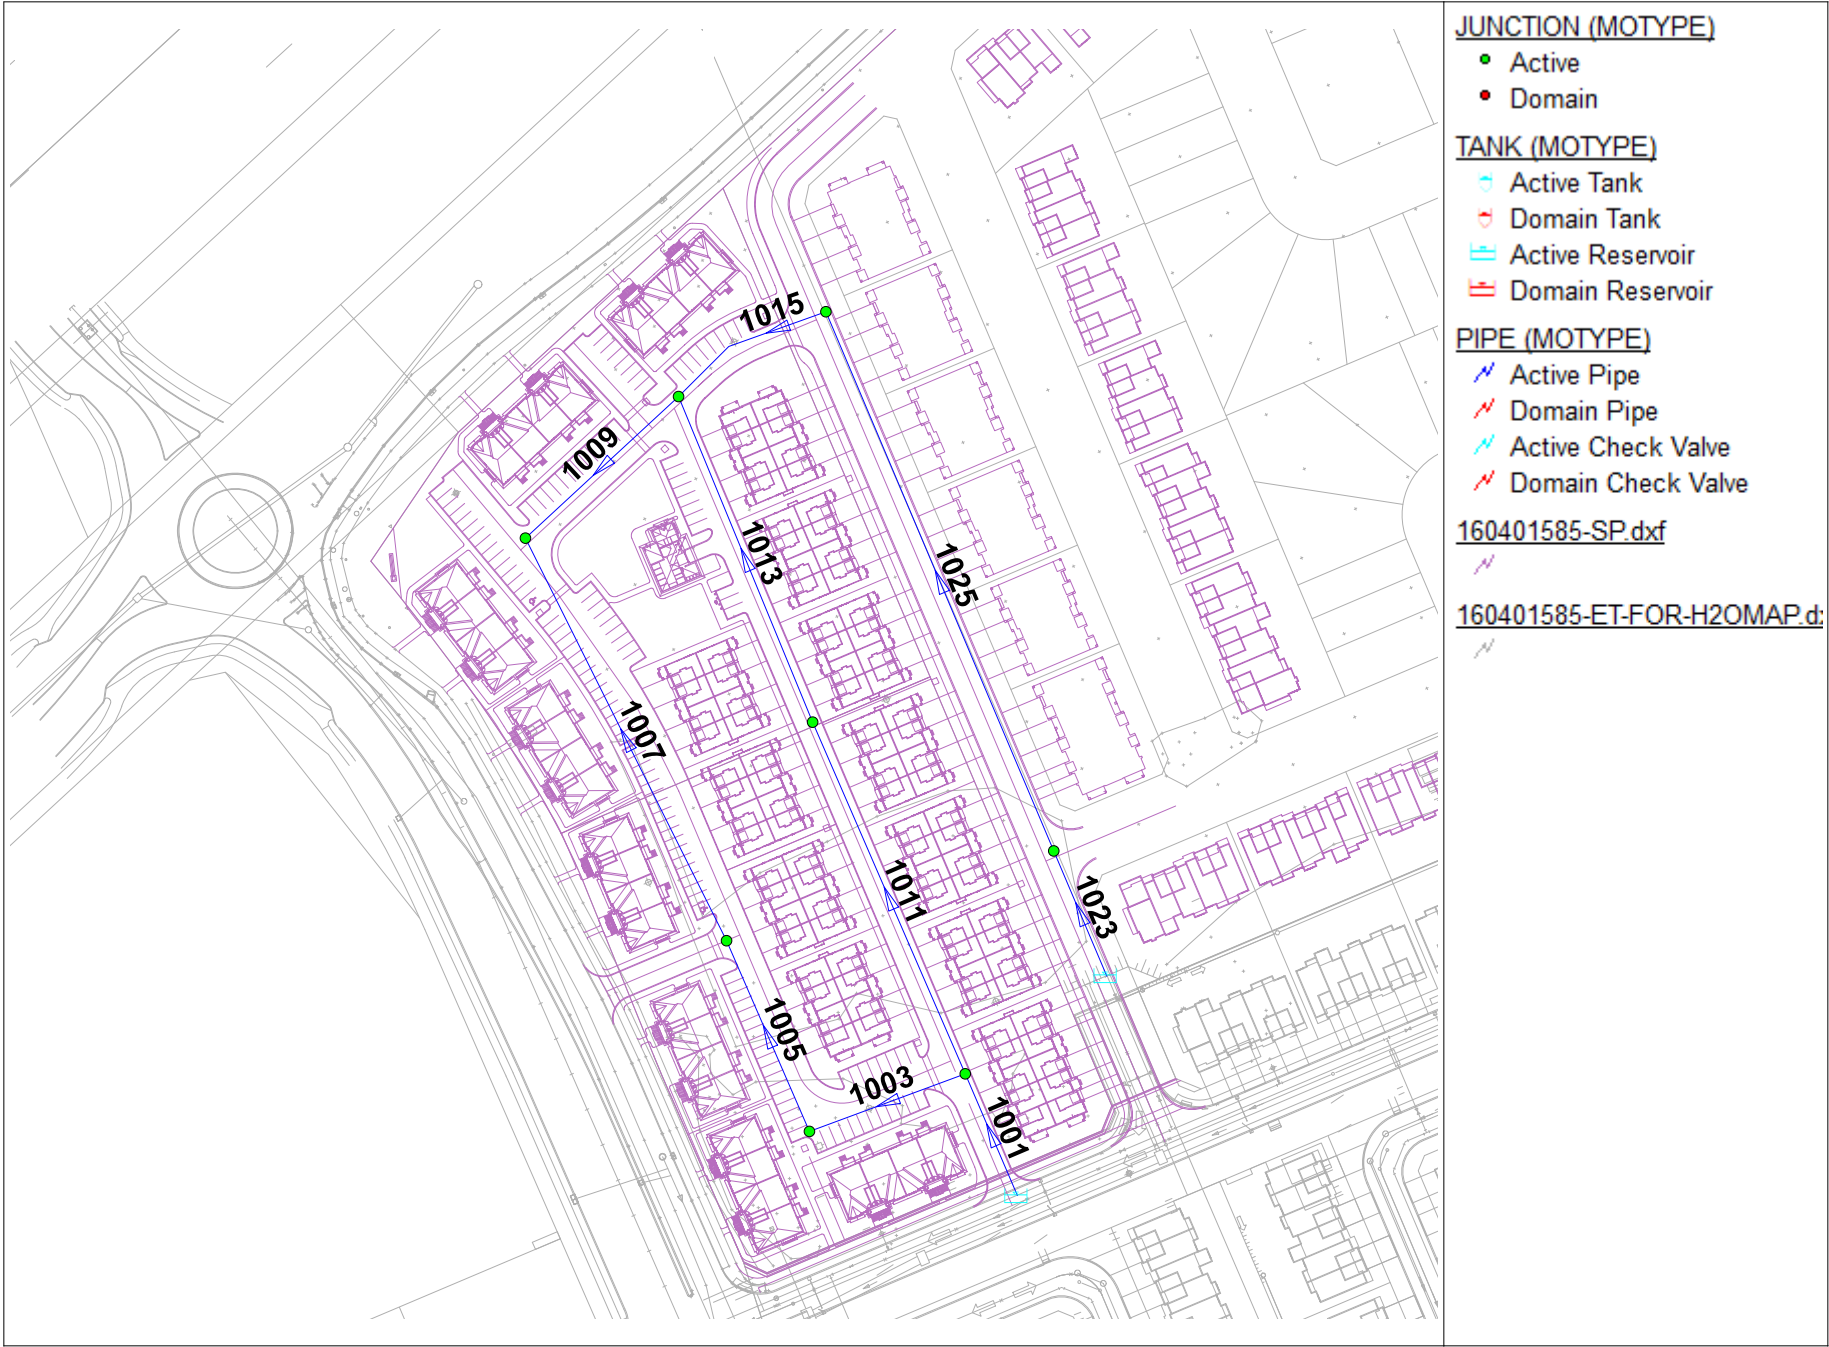 JUNCTION (MOTYPE)
Active
Domain
TANK (MOTYPE)
Active Tank
Domain Tank
Active Reservoir
Domain Reservoir
PIPE (MOTYPE)
Active Pipe
Domain Pipe
Active Check Valve
Domain Check Valve
160401585-SP.dxf
160401585-ET-FOR-H2OMAP.d
1015
1009
1013
1025
1007
1011
1023
1005
1003
1001